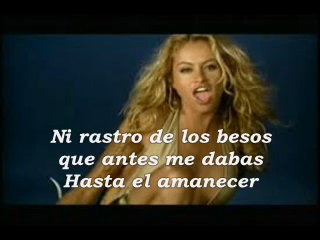 Ni rastro de los besos
que antes me dabas
Hasta el amanecer